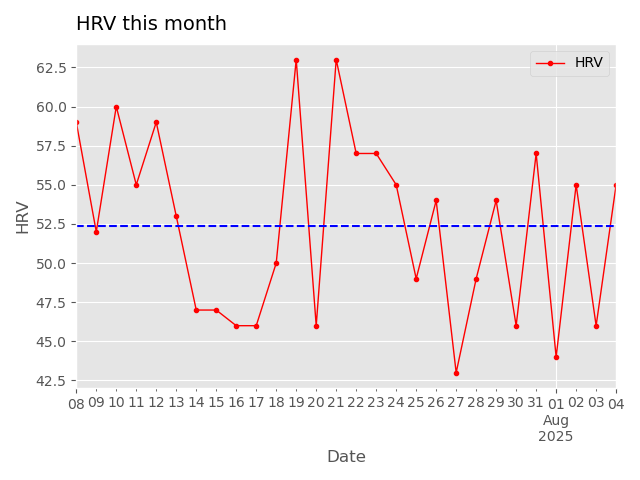 HRV this month
HRV
62.5
60.0
57.5
55.0
52.5
50.0
47.5
45.0
42.5
HRV
08 09 10 11 12 13 14 15 16 17 18 19 20 21 22 23 24 25 26 27 28 29 30 31 01 02 03 04
Aug
2025
Date